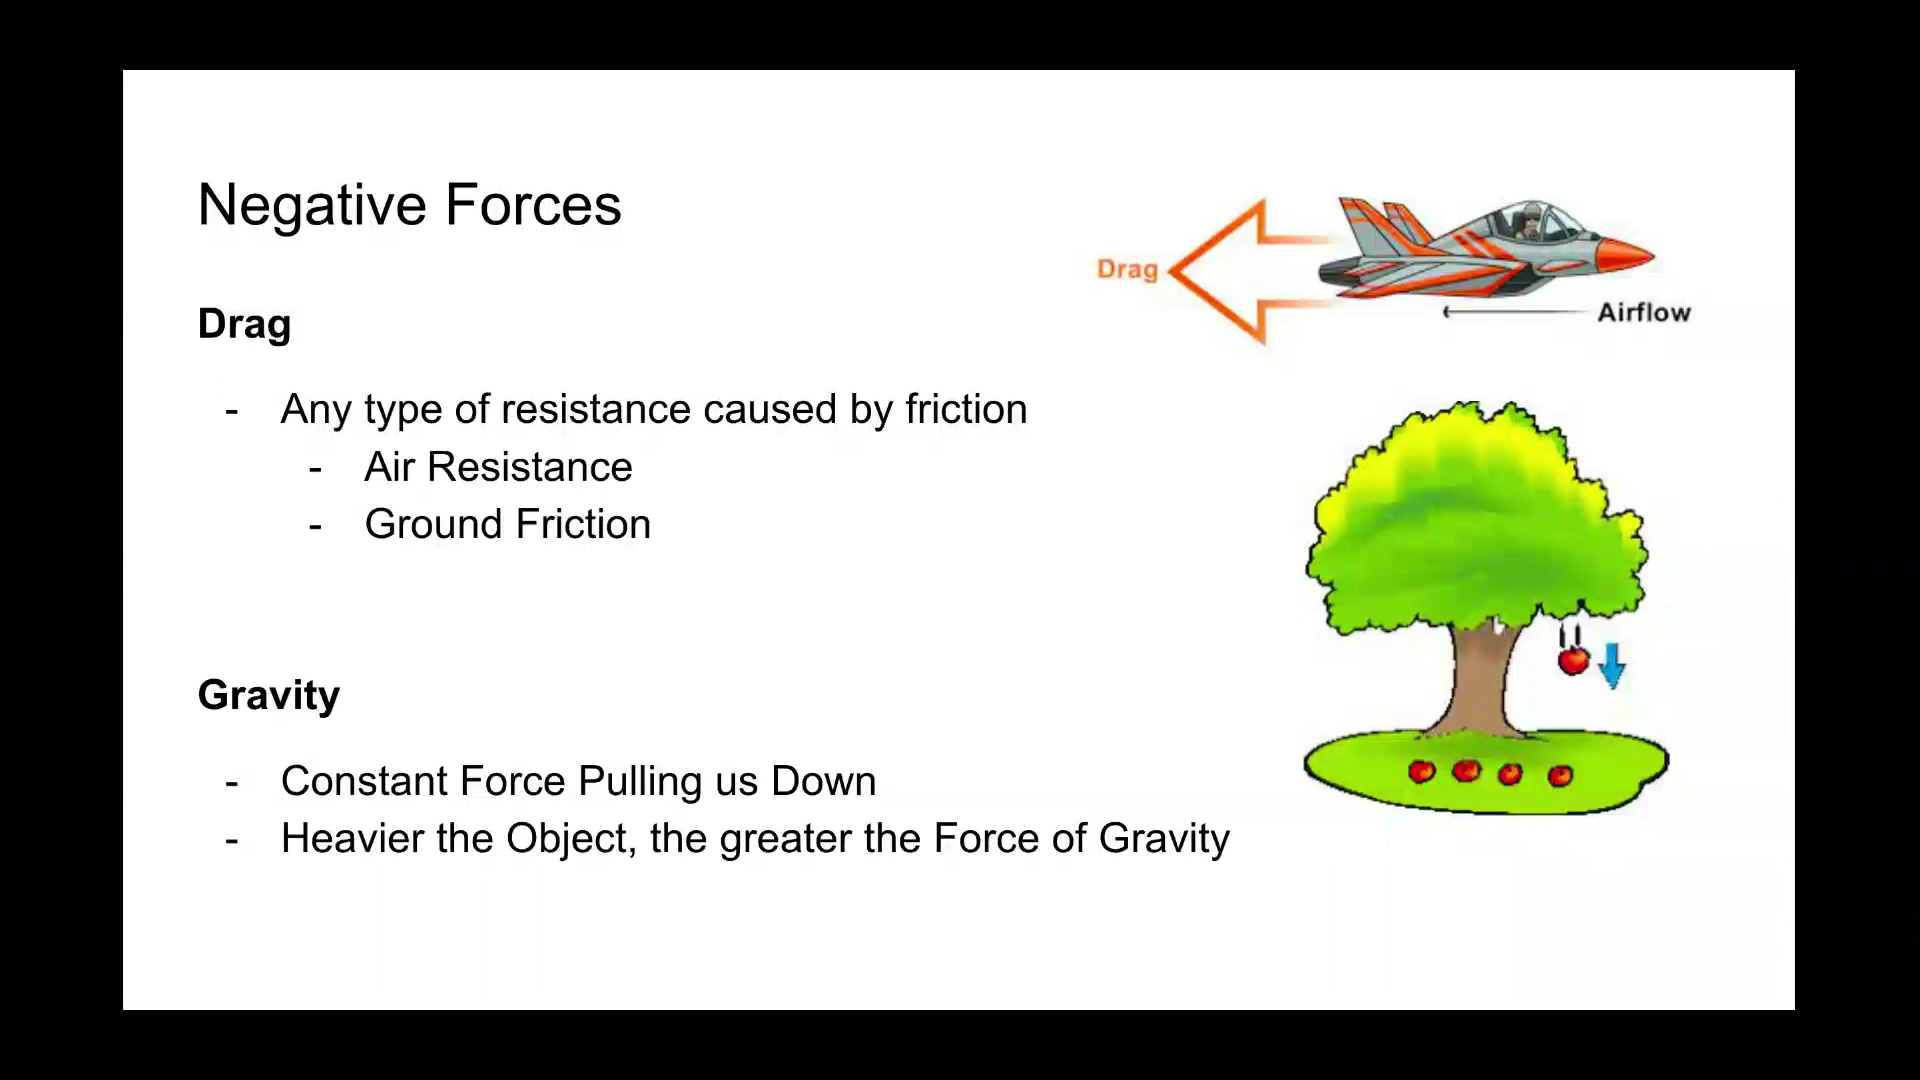 Negative Forces
Drag
- Any type of resistance caused by friction
- Air Resistance
- Ground Friction
Gravity
- Constant Force Pulling us Down
- Heavier the Object, the greater the Force of Gravity
Drag
Airflow